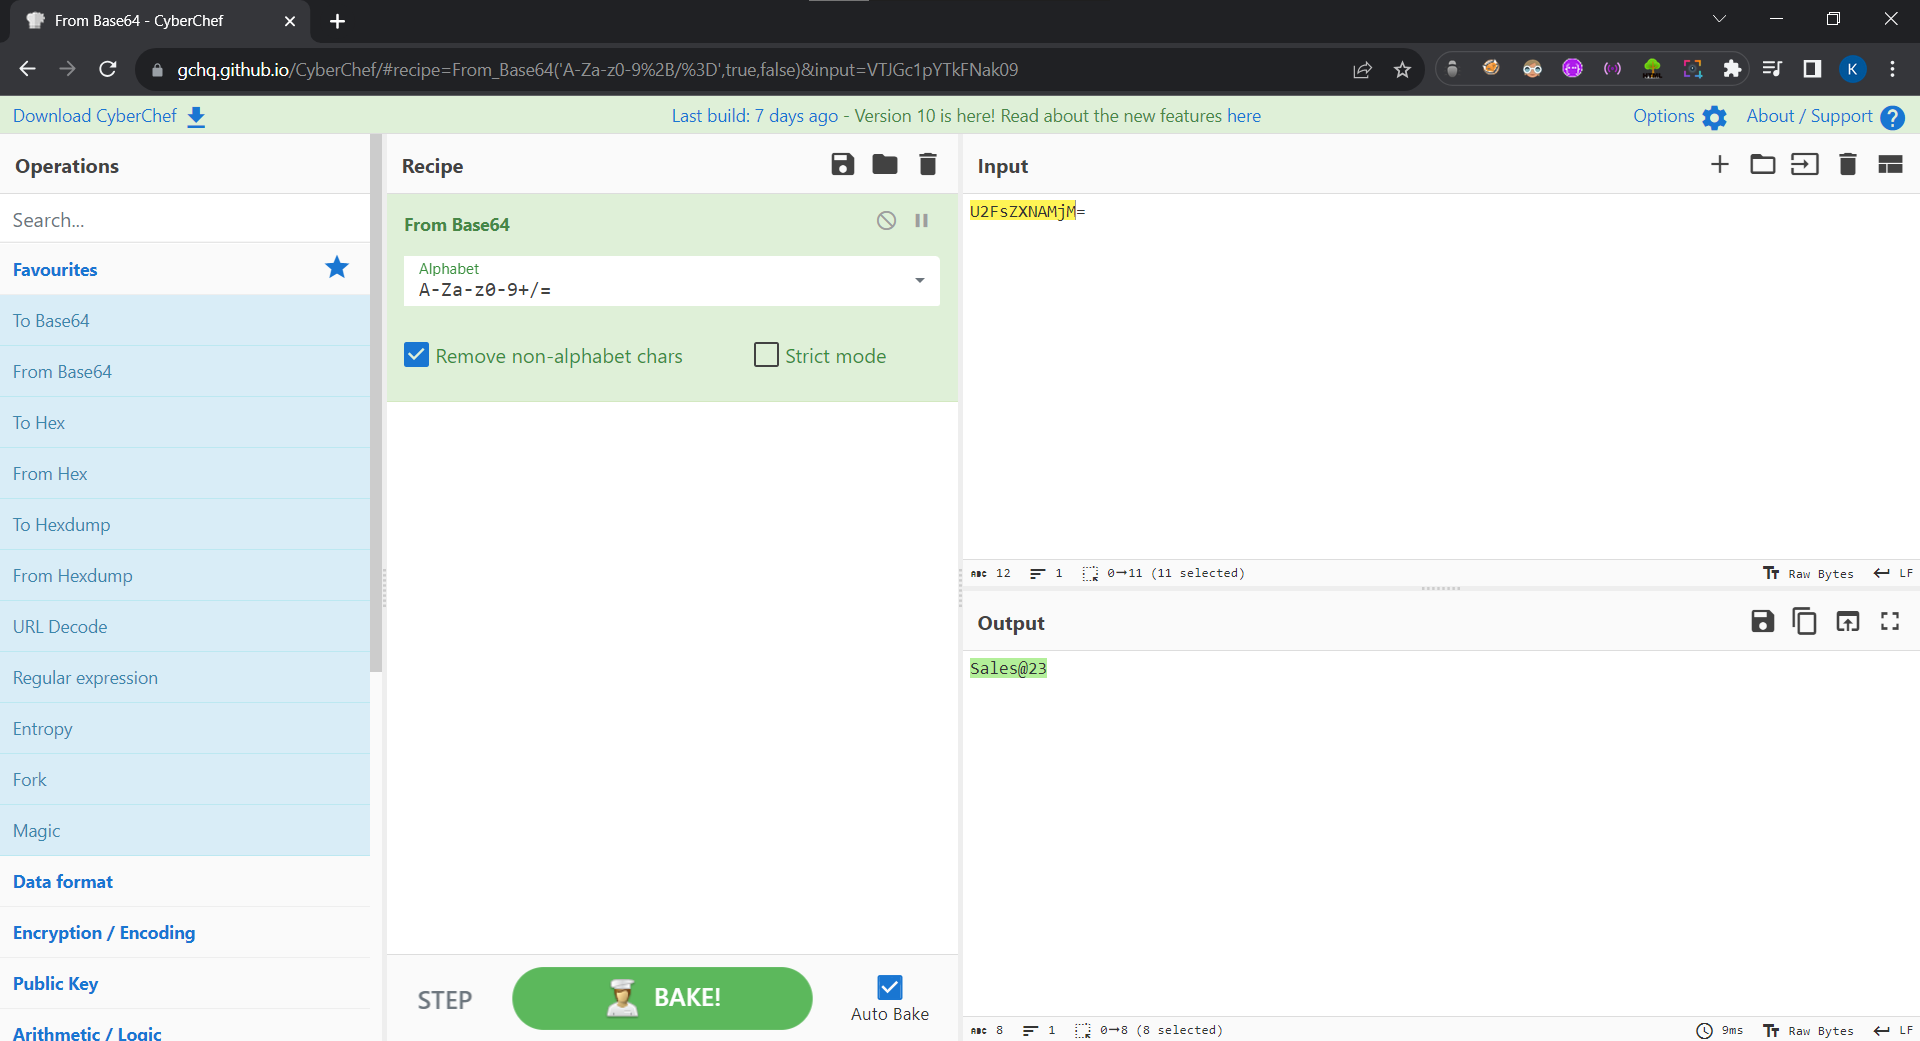 From Base64 - CyberChef
gchq.github.io/CyberChef/#recipe=From_Base64('A-Za-z0-9%2B/%3D',true,false)&input=VTJGc1pYTkFNak09
K
Download CyberChef
Last build: 7 days ago - Version 10 is here! Read about the new features here
Options
About / Support
Operations
Search...
Favourites
To Base64
From Base64
To Hex
From Hex
To Hexdump
From Hexdump
URL Decode
Regular expression
Entropy
Fork
Magic
Data format
Encryption / Encoding
Public Key
Arithmetic / Logic
Recipe
From Base64
Alphabet
A-Za-z0-9+/=
Remove non-alphabet chars
Strict mode
STEP
BAKE!
Auto Bake
Input
U2FsZXNAMjM=
ABC 12 1 0→11 (11 selected)
Tт Raw Bytes LF
Output
Sales@23
ABC 8 1 0→8 (8 selected)
9ms Tт Raw Bytes LF